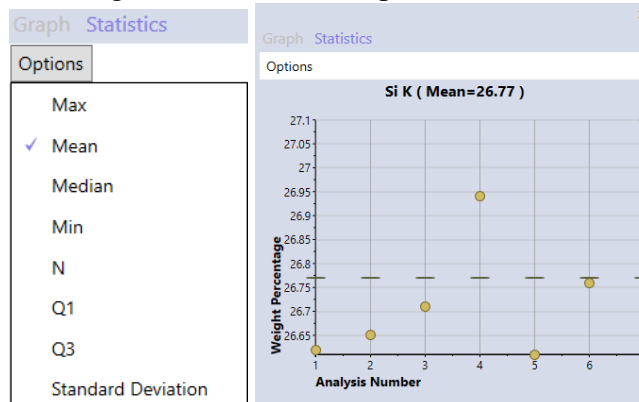 Graph Statistics
Options
Max
Mean
Median
Min
N
Q1
Q3
Standard Deviation
Graph Statistics
Options
Si K ( Mean=26.77 )
Weight Percentage
27.1
27.05
27
26.95
26.9
26.85
26.8
26.75
26.7
26.65
1 2 3 4 5 6
Analysis Number